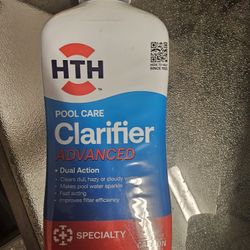 HTH
POOL CARE
Clarifier
ADVANCED
• Dual Action
• Clears dull, hazy or cloudy
• Makes pool water sparkle
• Fast acting
• Improves filter efficiency
SPECIALTY